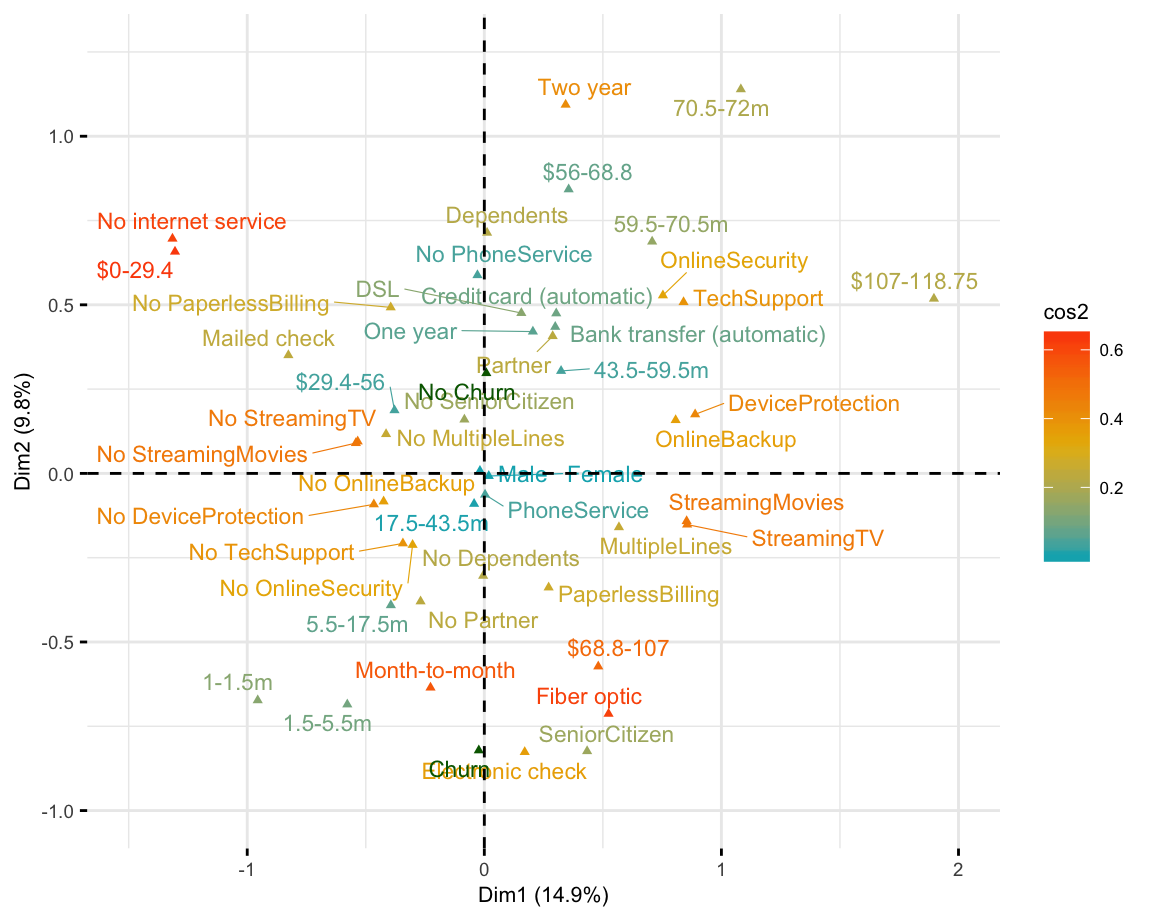 Two year
70.5-72m
1.0
$56-68.8
No internet service
Dependents
59.5-70.5m
No PhoneService
OnlineSecurity
$0-29.4
$107-118.75
DSL
Credit card (automatic)
TechSupport
No PaperlessBilling
0.5
One year
Bank transfer (automatic)
Mailed check
Partner
43.5-59.5m
$29.4-56
No Churn
No SeniorCitizen
DeviceProtection
No StreamingTV
No MultipleLines
OnlineBackup
No StreamingMovies
0.0
Male
Female
No OnlineBackup
StreamingMovies
PhoneService
No DeviceProtection
17.5-43.5m
StreamingTV
MultipleLines
No TechSupport
No Dependents
No OnlineSecurity
PaperlessBilling
5.5-17.5m
No Partner
-0.5
$68.8-107
Month-to-month
1-1.5m
Fiber optic
1.5-5.5m
SeniorCitizen
Churn
Electronic check
-1.0
-1
0
1
2
Dim1 (14.9%)
Dim2 (9.8%)
cos2
0.6
0.4
0.2